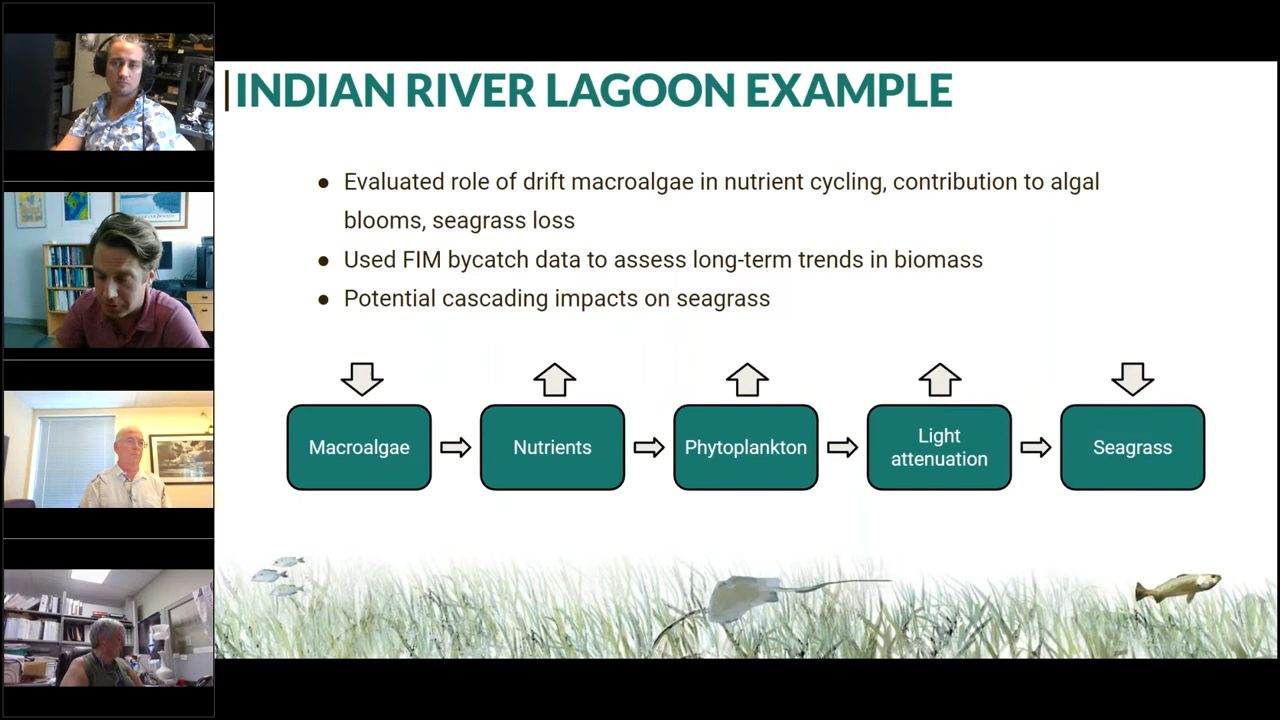 INDIAN RIVER LAGOON EXAMPLE
● Evaluated role of drift macroalgae in nutrient cycling, contribution to algal
blooms, seagrass loss
● Used FIM bycatch data to assess long-term trends in biomass
● Potential cascading impacts on seagrass
Macroalgae
Nutrients
Phytoplankton
Light
attenuation
Seagrass